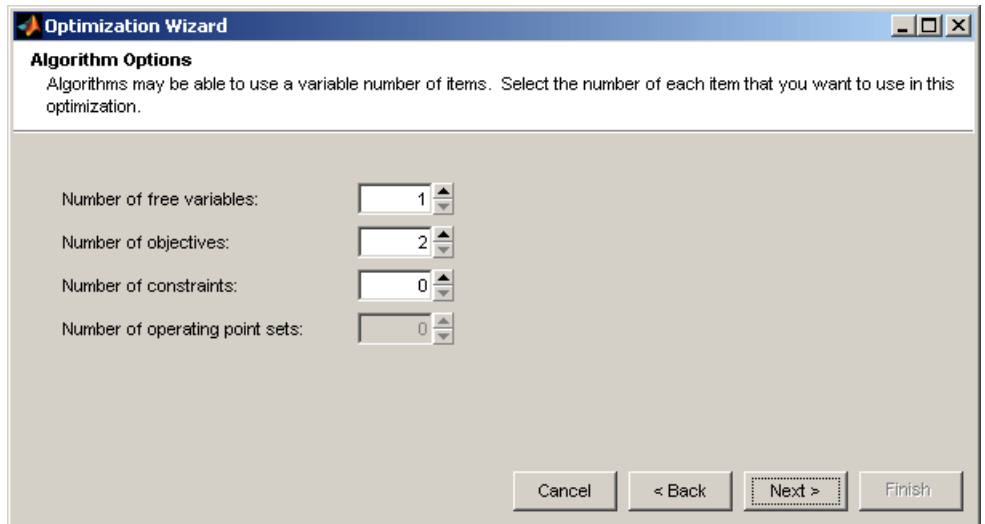 Optimization Wizard
Algorithm Options
Algorithms may be able to use a variable number of items. Select the number of each item that you want to use in this
optimization.
Number of free variables: 1
Number of objectives: 2
Number of constraints: 0
Number of operating point sets: 0
Cancel < Back Next > Finish